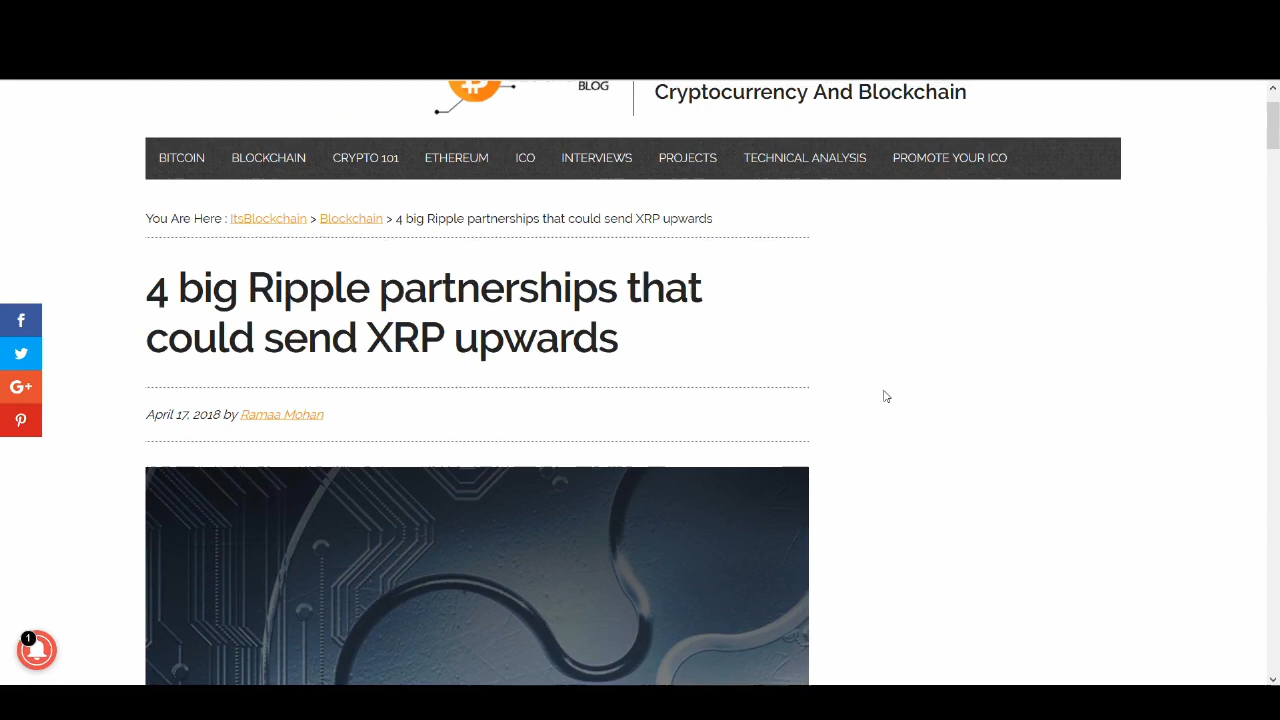 BLOG
Cryptocurrency And Blockchain
BITCOIN BLOCKCHAIN CRYPTO 101 ETHEREUM ICO INTERVIEWS PROJECTS TECHNICAL ANALYSIS PROMOTE YOUR ICO
You Are Here : ItsBlockchain > Blockchain > 4 big Ripple partnerships that could send XRP upwards
4 big Ripple partnerships that
could send XRP upwards
April 17, 2018 by Ramaa Mohan
f
G+
1